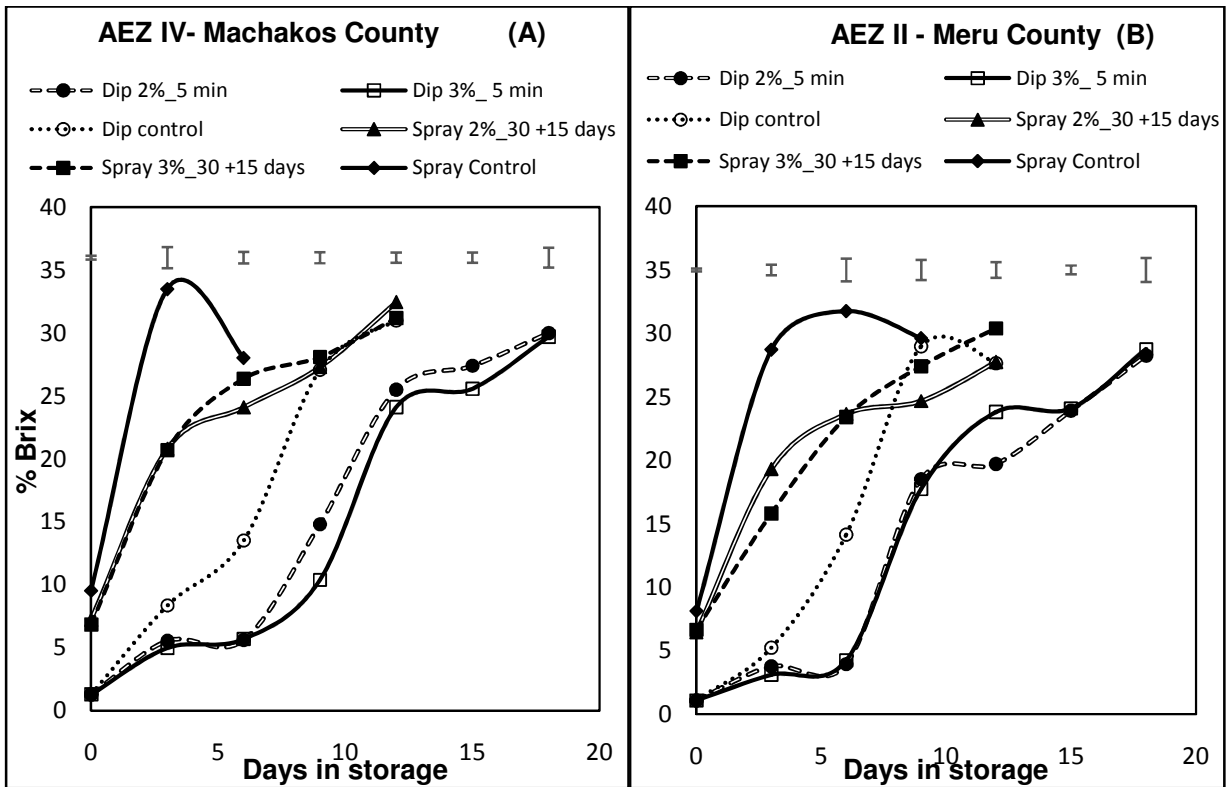 AEZ IV- Machakos County (A)
Dip 2%_5 min
Dip 3%_ 5 min
Dip control
Spray 2%_30 +15 days
Spray 3%_30 +15 days
Spray Control
40
35
30
25
20
15
10
5
0
% Brix
0 5 10 15 20
Days in storage
AEZ II - Meru County (B)
Dip 2%_5 min
Dip 3%_ 5 min
Dip control
Spray 2%_30 +15 days
Spray 3%_30 +15 days
Spray Control
40
35
30
25
20
15
10
5
0
0 5 10 15 20
Days in storage